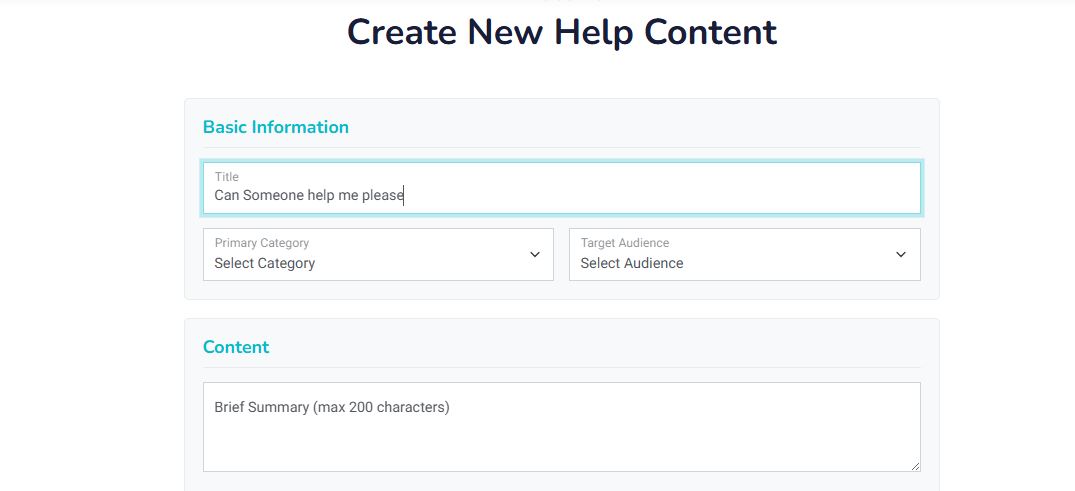 Create New Help Content
Basic Information
Title
Can Someone help me please
Primary Category
Select Category
Target Audience
Select Audience
Content
Brief Summary (max 200 characters)